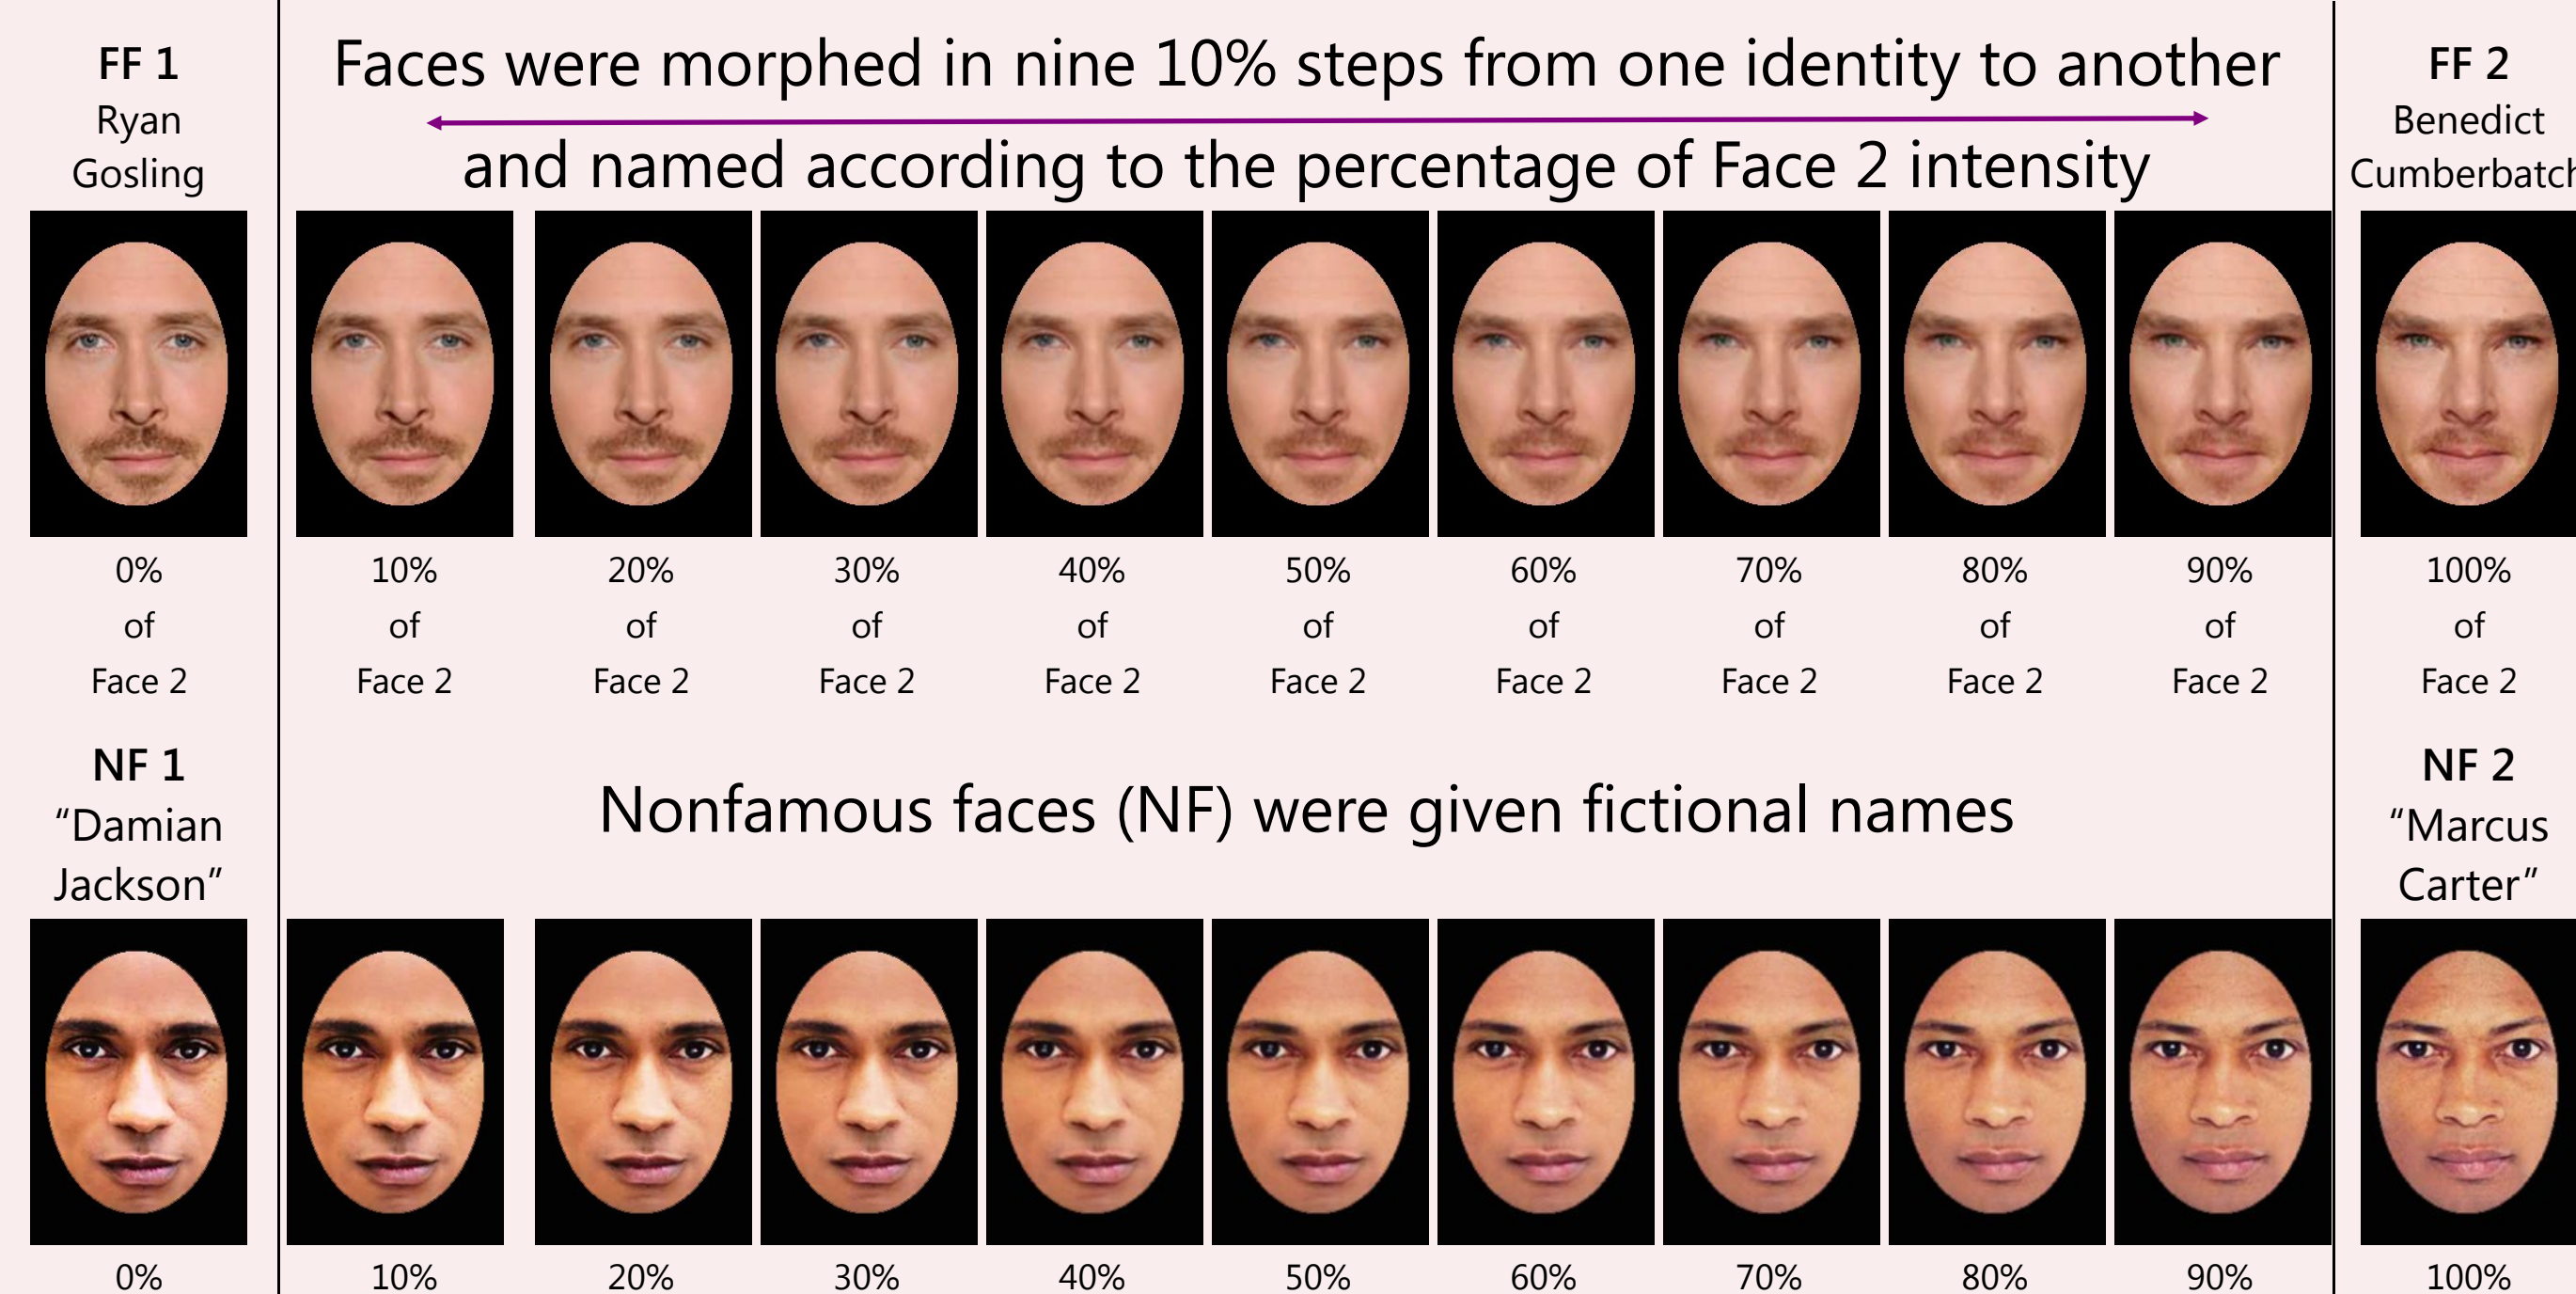 FF 1
Ryan
Gosling
Faces were morphed in nine 10% steps from one identity to another
and named according to the percentage of Face 2 intensity
FF 2
Benedict
Cumberbatch
0% 10% 20% 30% 40% 50% 60% 70% 80% 90% 100%
of of of of of of of of of of of
Face 2 Face 2 Face 2 Face 2 Face 2 Face 2 Face 2 Face 2 Face 2 Face 2 Face 2
NF 1
“Damian
Jackson”
Nonfamous faces (NF) were given fictional names
NF 2
“Marcus
Carter”
0% 10% 20% 30% 40% 50% 60% 70% 80% 90% 100%